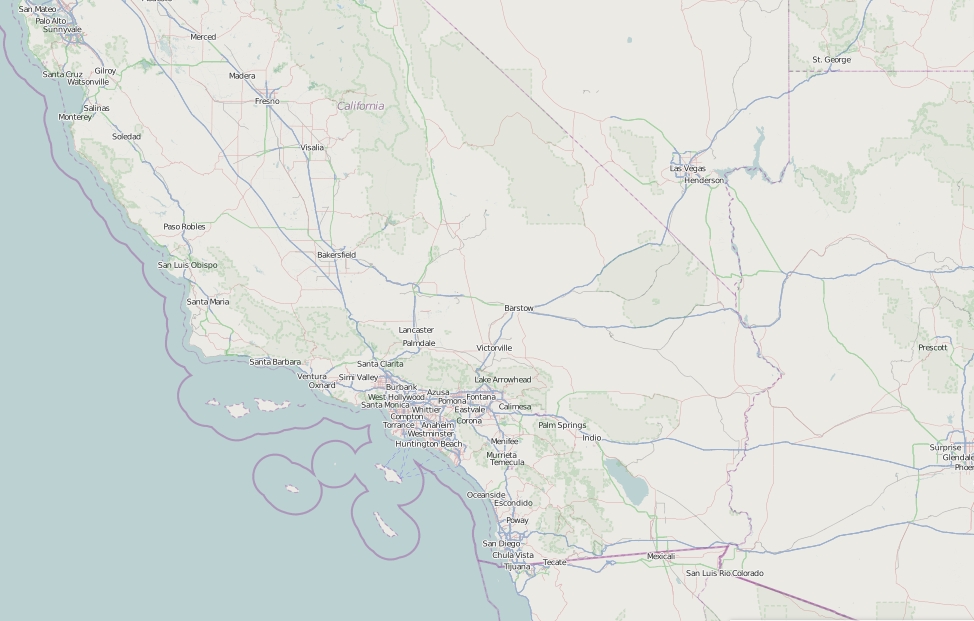 San Mateo
Palo Alto
Sunnyvale
Merced
St. George
Santa Cruz
Gilroy
Watsonville
Madera
Fresno
California
Salinas
Monterey
Soledad
Visalia
Las Vegas
Henderson
Paso Robles
Bakersfield
San Luis Obispo
Santa Maria
Barstow
Lancaster
Palmdale
Victorville
Prescott
Santa Barbara
Santa Clarita
Ventura
Simi Valley
Oxnard
Lake Arrowhead
Burbank
Azusa
West Hollywood
Pomona
Fontana
Santa Monica
Whittier
Eastvale
Calimesa
Compton
Corona
Torrance
Anaheim
Palm Springs
Westminster
Indio
Huntington Beach
Menifee
Surprise
Murrieta
Glendale
Temecula
Phoe
Oceanside
Escondido
Poway
San Diego
Chula Vista
Tijuana
Tecate
Mexicali
San Luis Río Colorado